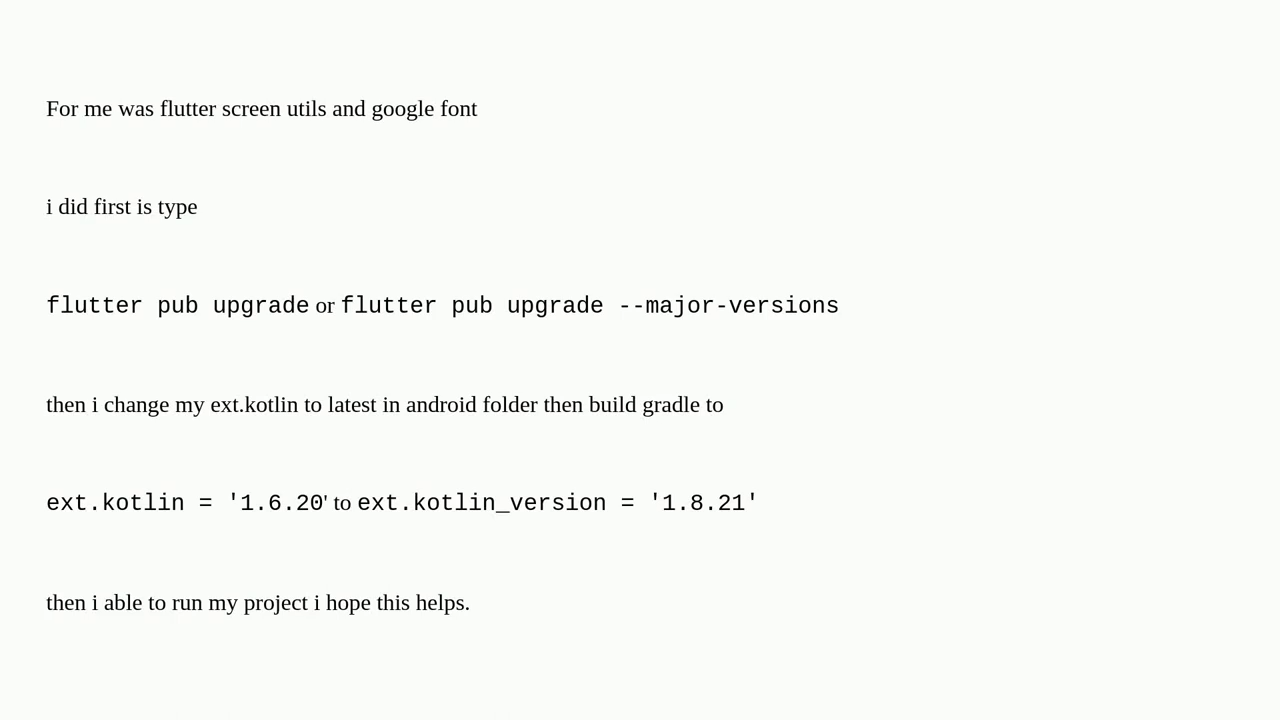 For me was flutter screen utils and google font
i did first is type
flutter pub upgrade or flutter pub upgrade --major-versions
then i change my ext.kotlin to latest in android folder then build gradle to
ext.kotlin = '1.6.20' to ext.kotlin_version = '1.8.21'
then i able to run my project i hope this helps.